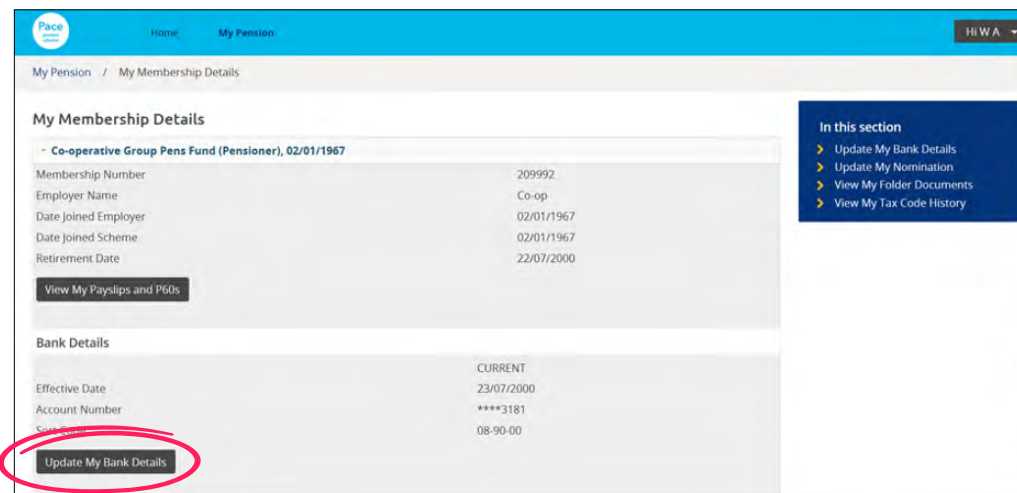 Pace
Home My Pension Hi W A
My Pension / My Membership Details
My Membership Details
Co-operative Group Pens Fund (Pensioner), 02/01/1967
Membership Number 209992
Employer Name Co-op
Date Joined Employer 02/01/1967
Date Joined Scheme 02/01/1967
Retirement Date 22/07/2000
View My Payslips and P60s
Bank Details
CURRENT
Effective Date 23/07/2000
Account Number ****3181
Sort Code 08-90-00
Update My Bank Details
In this section
Update My Bank Details
Update My Nomination
View My Folder Documents
View My Tax Code History